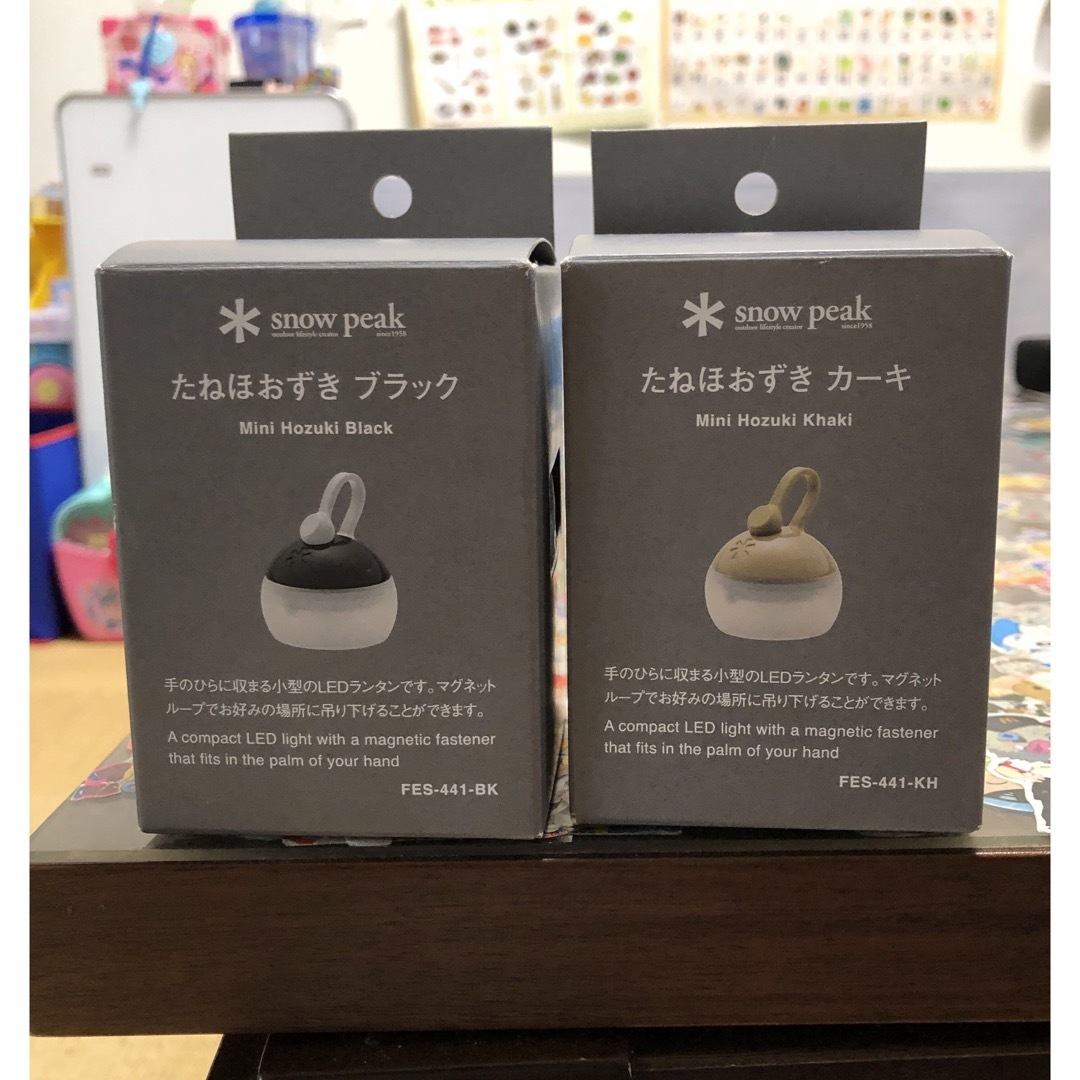 snow peak
outdoor lifestyle creator since1958
たねほおずき ブラック
Mini Hozuki Black
手のひらに収まる小型のLEDランタンです。マグネット
ループでお好みの場所に吊り下げることができます。
A compact LED light with a magnetic fastener
that fits in the palm of your hand
FES-441-BK
snow peak
outdoor lifestyle creator since1958
たねほおずき カーキ
Mini Hozuki Khaki
手のひらに収まる小型のLEDランタンです。マグネット
ループでお好みの場所に吊り下げることができます。
A compact LED light with a magnetic fastener
that fits in the palm of your hand
FES-441-KH